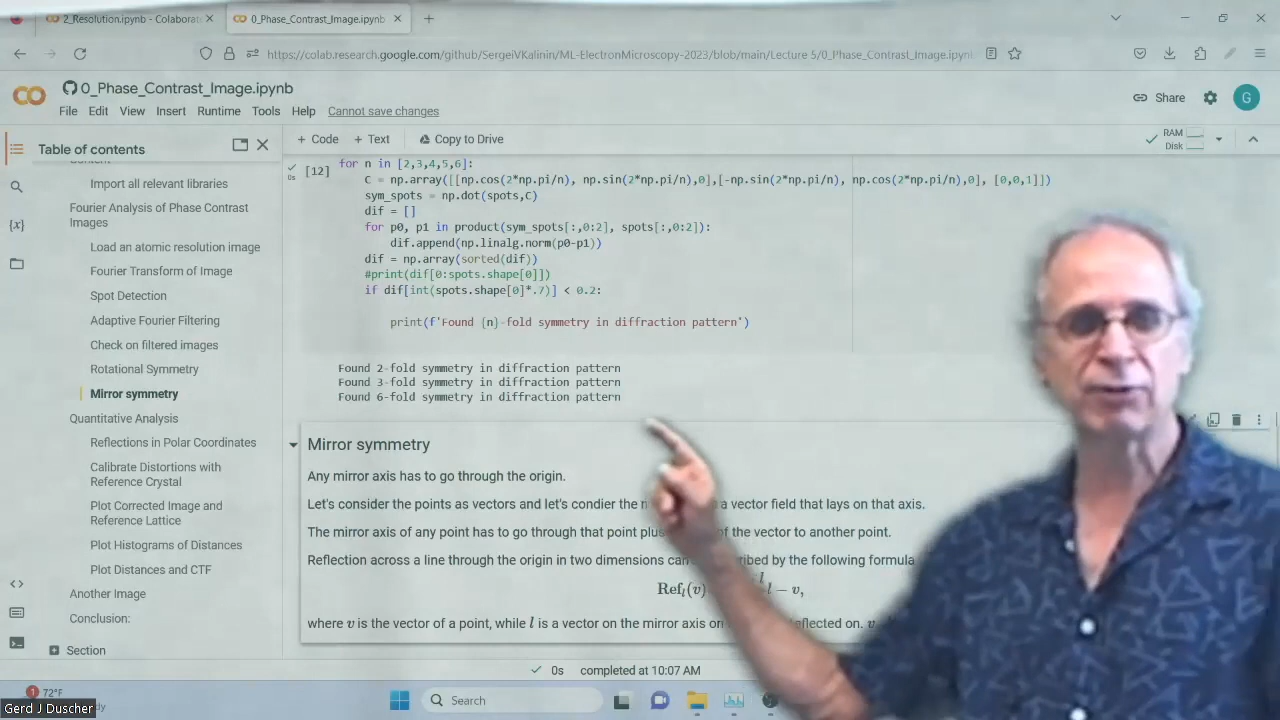 2_Resolution.ipynb - Colaborat
0_Phase_Contrast_Image.ipynb
https://colab.research.google.com/github/SergeiVKalinin/ML-ElectronMicroscopy-2023/blob/main/Lecture 5/0_Phase_Contrast_Image.ipynb
0_Phase_Contrast_Image.ipynb
File Edit View Insert Runtime Tools Help Cannot save changes
Share
G
Table of contents
+ Code + Text Copy to Drive
RAM
Disk
Import all relevant libraries
Fourier Analysis of Phase Contrast
Images
Load an atomic resolution image
Fourier Transform of Image
Spot Detection
Adaptive Fourier Filtering
Check on filtered images
Rotational Symmetry
Mirror symmetry
Quantitative Analysis
Reflections in Polar Coordinates
Calibrate Distortions with
Reference Crystal
Plot Corrected Image and
Reference Lattice
Plot Histograms of Distances
Plot Distances and CTF
Another Image
Conclusion:
Section
0s
[12]
for n in [2,3,4,5,6]:
C = np.array([[np.cos(2*np.pi/n), np.sin(2*np.pi/n),0],[-np.sin(2*np.pi/n), np.cos(2*np.pi/n),0], [0,0,1]])
sym_spots = np.dot(spots,C)
dif = []
for p0, p1 in product(sym_spots[:,0:2], spots[:,0:2]):
dif.append(np.linalg.norm(p0-p1))
dif = np.array(sorted(dif))
#print(dif[0:spots.shape[0]])
if dif[int(spots.shape[0]*.7)] < 0.2:
print(f'Found {n}-fold symmetry in diffraction pattern')
Found 2-fold symmetry in diffraction pattern
Found 3-fold symmetry in diffraction pattern
Found 6-fold symmetry in diffraction pattern
Mirror symmetry
Any mirror axis has to go through the origin.
Let's consider the points as vectors and let's condier the a vector field that lays on that axis.
The mirror axis of any point has to go through that point plus of the vector to another point.
Reflection across a line through the origin in two dimensions can by the following formula
Ref_l(v) l l − v,
where v is the vector of a point, while l is a vector on the mirror axis on reflected on. v
0s completed at 10:07 AM
1
72°F
Search
Gerd J Duscher